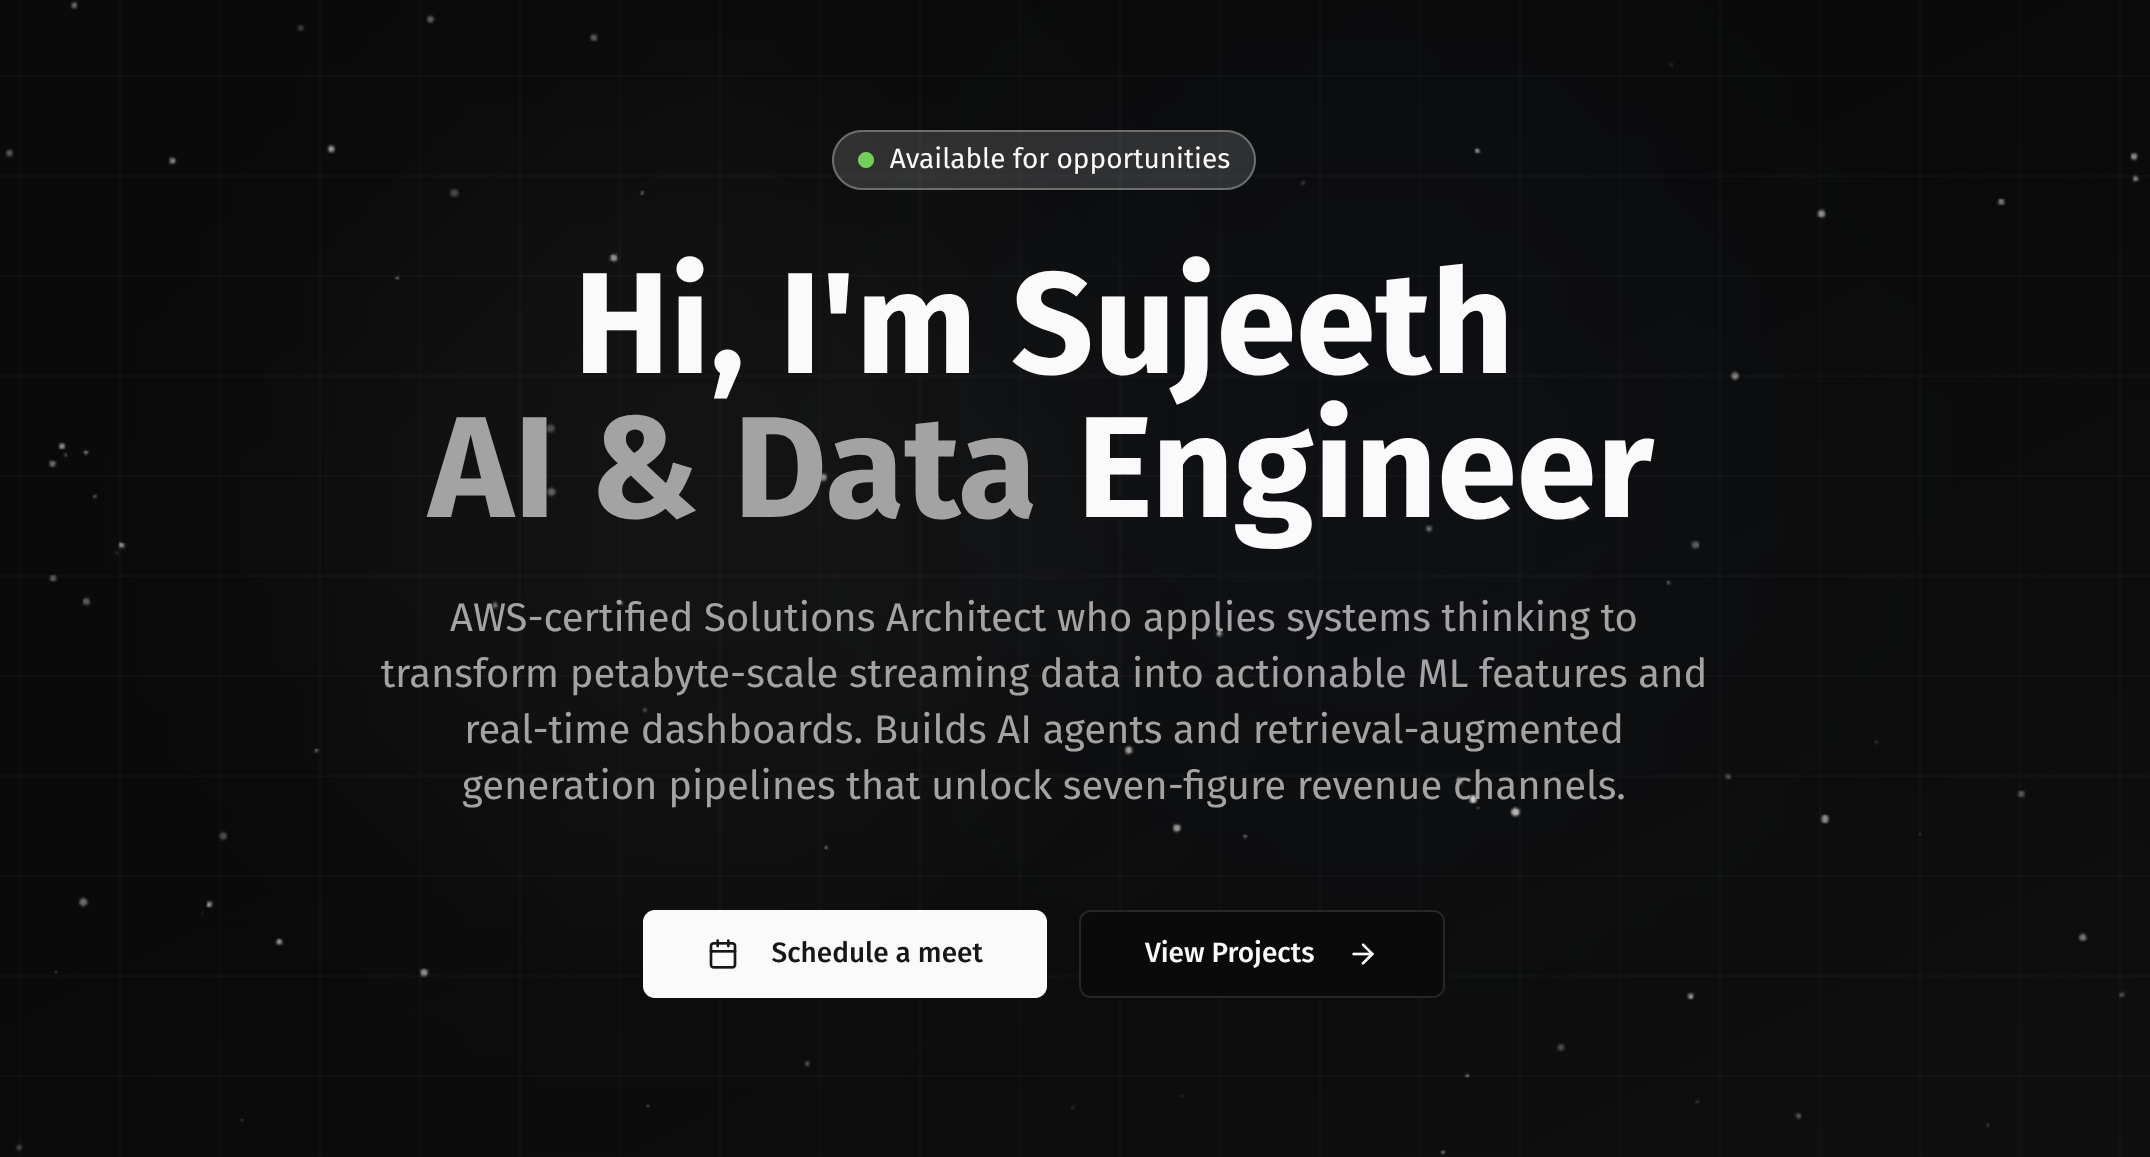 Available for opportunities
Hi, I'm Sujeeth
AI & Data Engineer
AWS-certified Solutions Architect who applies systems thinking to
transform petabyte-scale streaming data into actionable ML features and
real-time dashboards. Builds AI agents and retrieval-augmented
generation pipelines that unlock seven-figure revenue channels.
Schedule a meet
View Projects